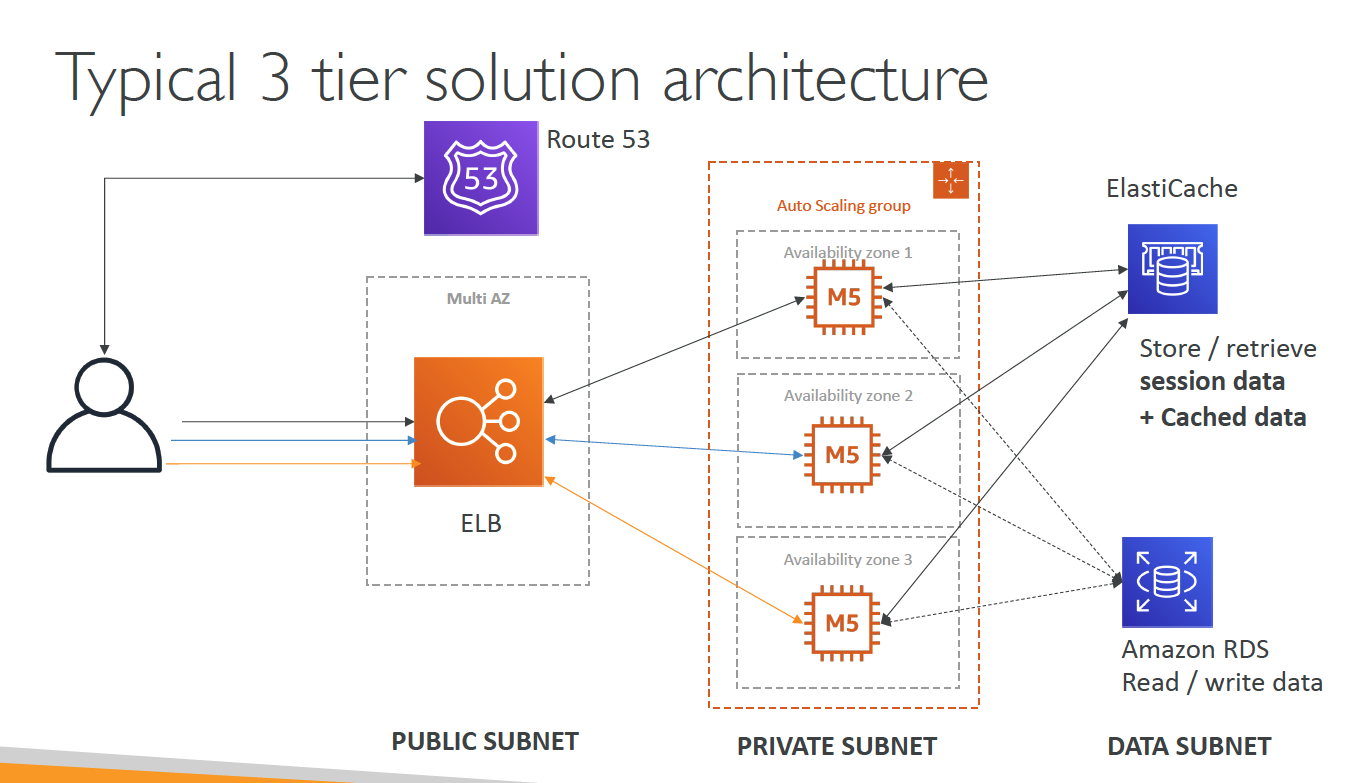 Typical 3 tier solution architecture
53
Route 53
Auto Scaling group
ElastiCache
Availability zone 1
M5
Multi AZ
Store / retrieve
session data
+ Cached data
Availability zone 2
M5
ELB
Availability zone 3
M5
Amazon RDS
Read / write data
PUBLIC SUBNET
PRIVATE SUBNET
DATA SUBNET